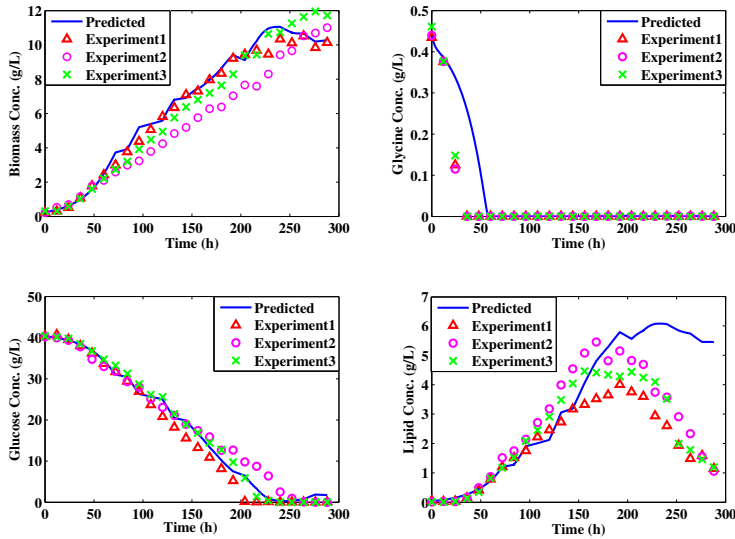 Biomass Conc. (g/L)
12
10
8
6
4
2
0
0 50 100 150 200 250 300
Time (h)
Predicted
Experiment1
Experiment2
Experiment3
Glycine Conc. (g/L)
0.5
0.4
0.3
0.2
0.1
0
0 50 100 150 200 250 300
Time (h)
Predicted
Experiment1
Experiment2
Experiment3
Glucose Conc. (g/L)
50
40
30
20
10
0
0 50 100 150 200 250 300
Time (h)
Predicted
Experiment1
Experiment2
Experiment3
Lipid Conc. (g/L)
7
6
5
4
3
2
1
0
0 50 100 150 200 250 300
Time (h)
Predicted
Experiment1
Experiment2
Experiment3